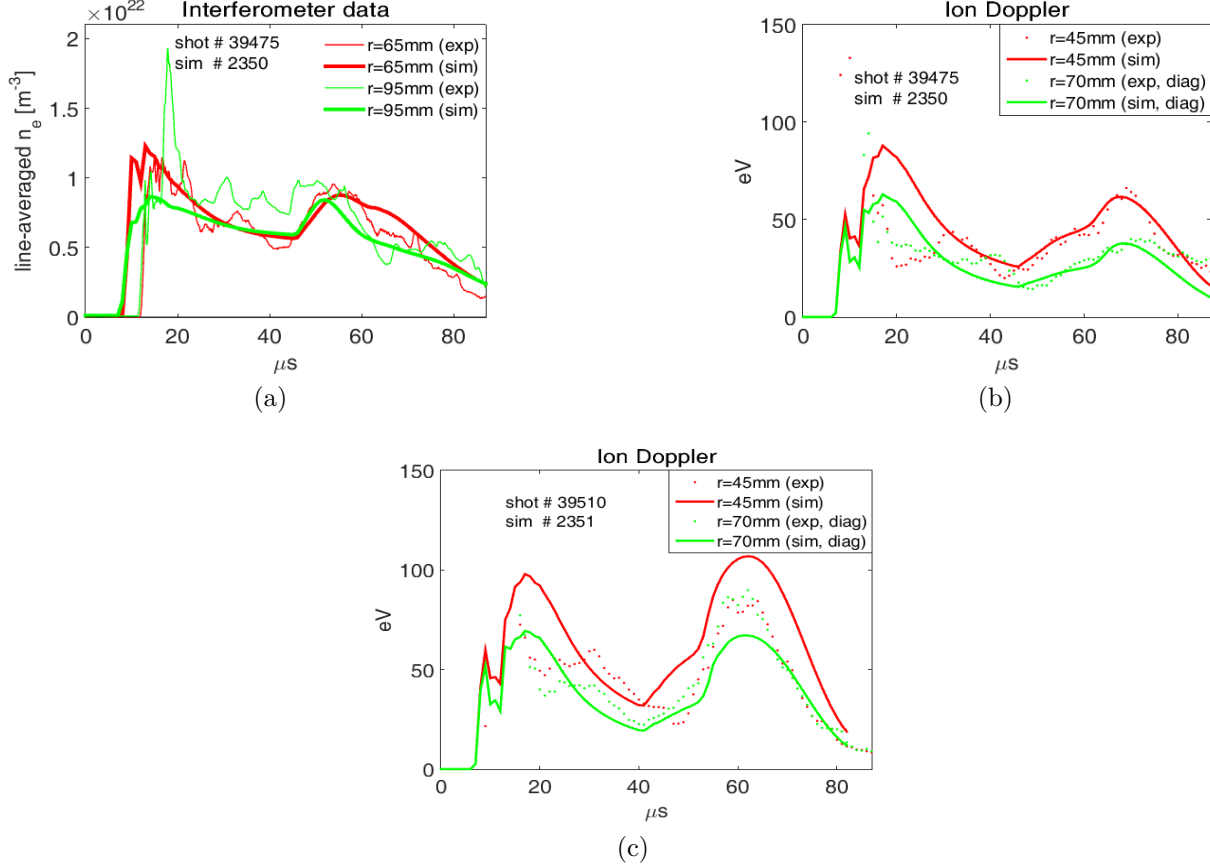 Interferometer data
×10^22
shot # 39475
sim # 2350
r=65mm (exp)
r=65mm (sim)
r=95mm (exp)
r=95mm (sim)
line-averaged n_e [m^-3]
2
1.5
1
0.5
0
0 20 40 60 80
μs
(a)
Ion Doppler
shot # 39475
sim # 2350
r=45mm (exp)
r=45mm (sim)
r=70mm (exp, diag)
r=70mm (sim, diag)
eV
150
100
50
0
0 20 40 60 80
μs
(b)
Ion Doppler
shot # 39510
sim # 2351
r=45mm (exp)
r=45mm (sim)
r=70mm (exp, diag)
r=70mm (sim, diag)
eV
150
100
50
0
0 20 40 60 80
μs
(c)